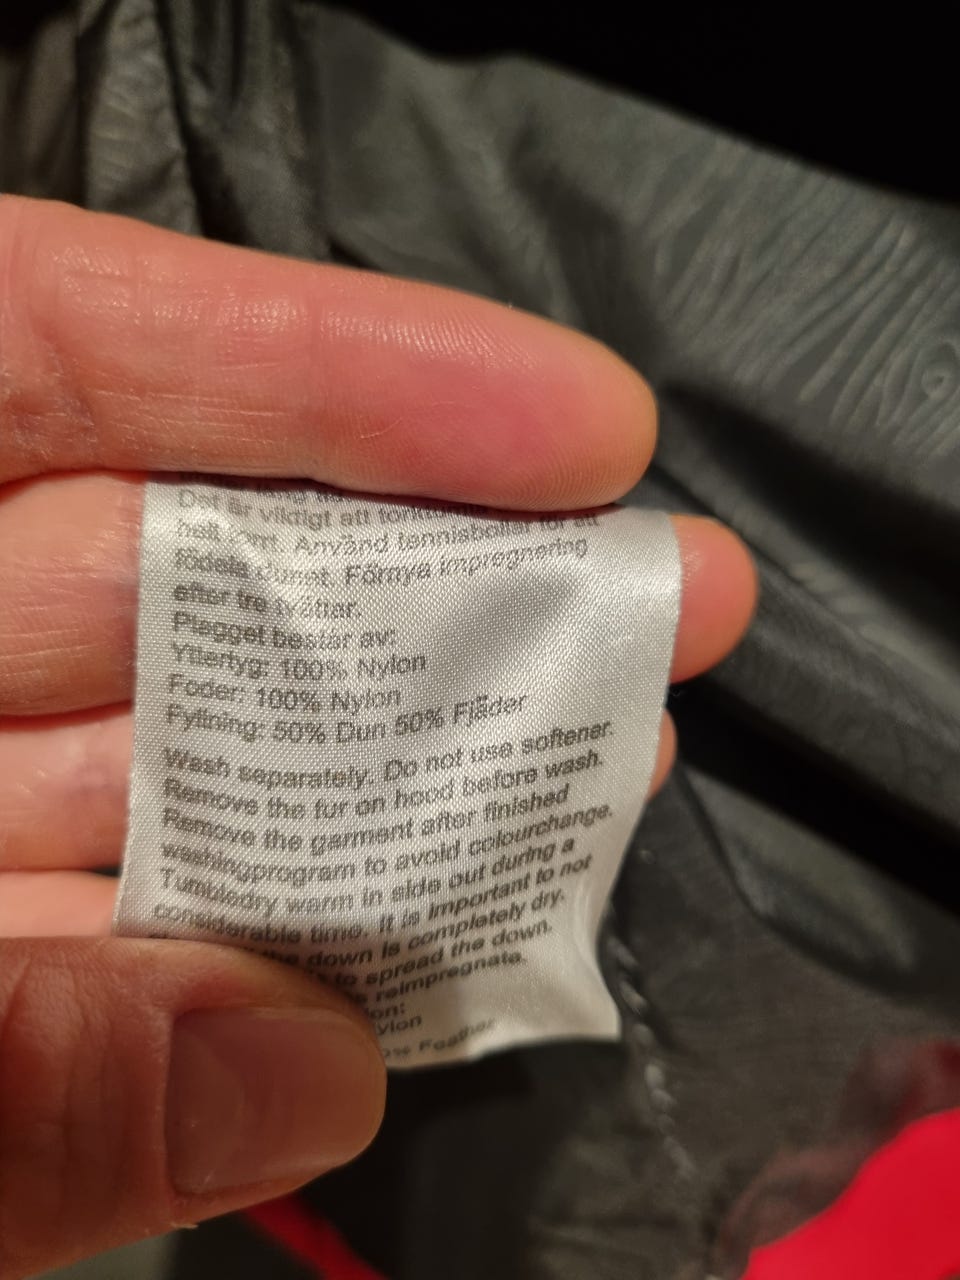 Det är viktigt att torktumla
helt torrt. Använd tennisbollar för att
fördela dunet. Förnya impregnering
efter tre tvättar.
Plagget består av:
Yttertyg: 100% Nylon
Foder: 100% Nylon
Fyllning: 50% Dun 50% Fjäder
Wash separately. Do not use softener.
Remove the fur on hood before wash.
Remove the garment after finished
washingprogram to avoid colourchange.
Tumbledry warm in side out during a
considerable time. It is important to not
the down is completely dry.
to spread the down.
reimpregnate.
Nylon
Feather